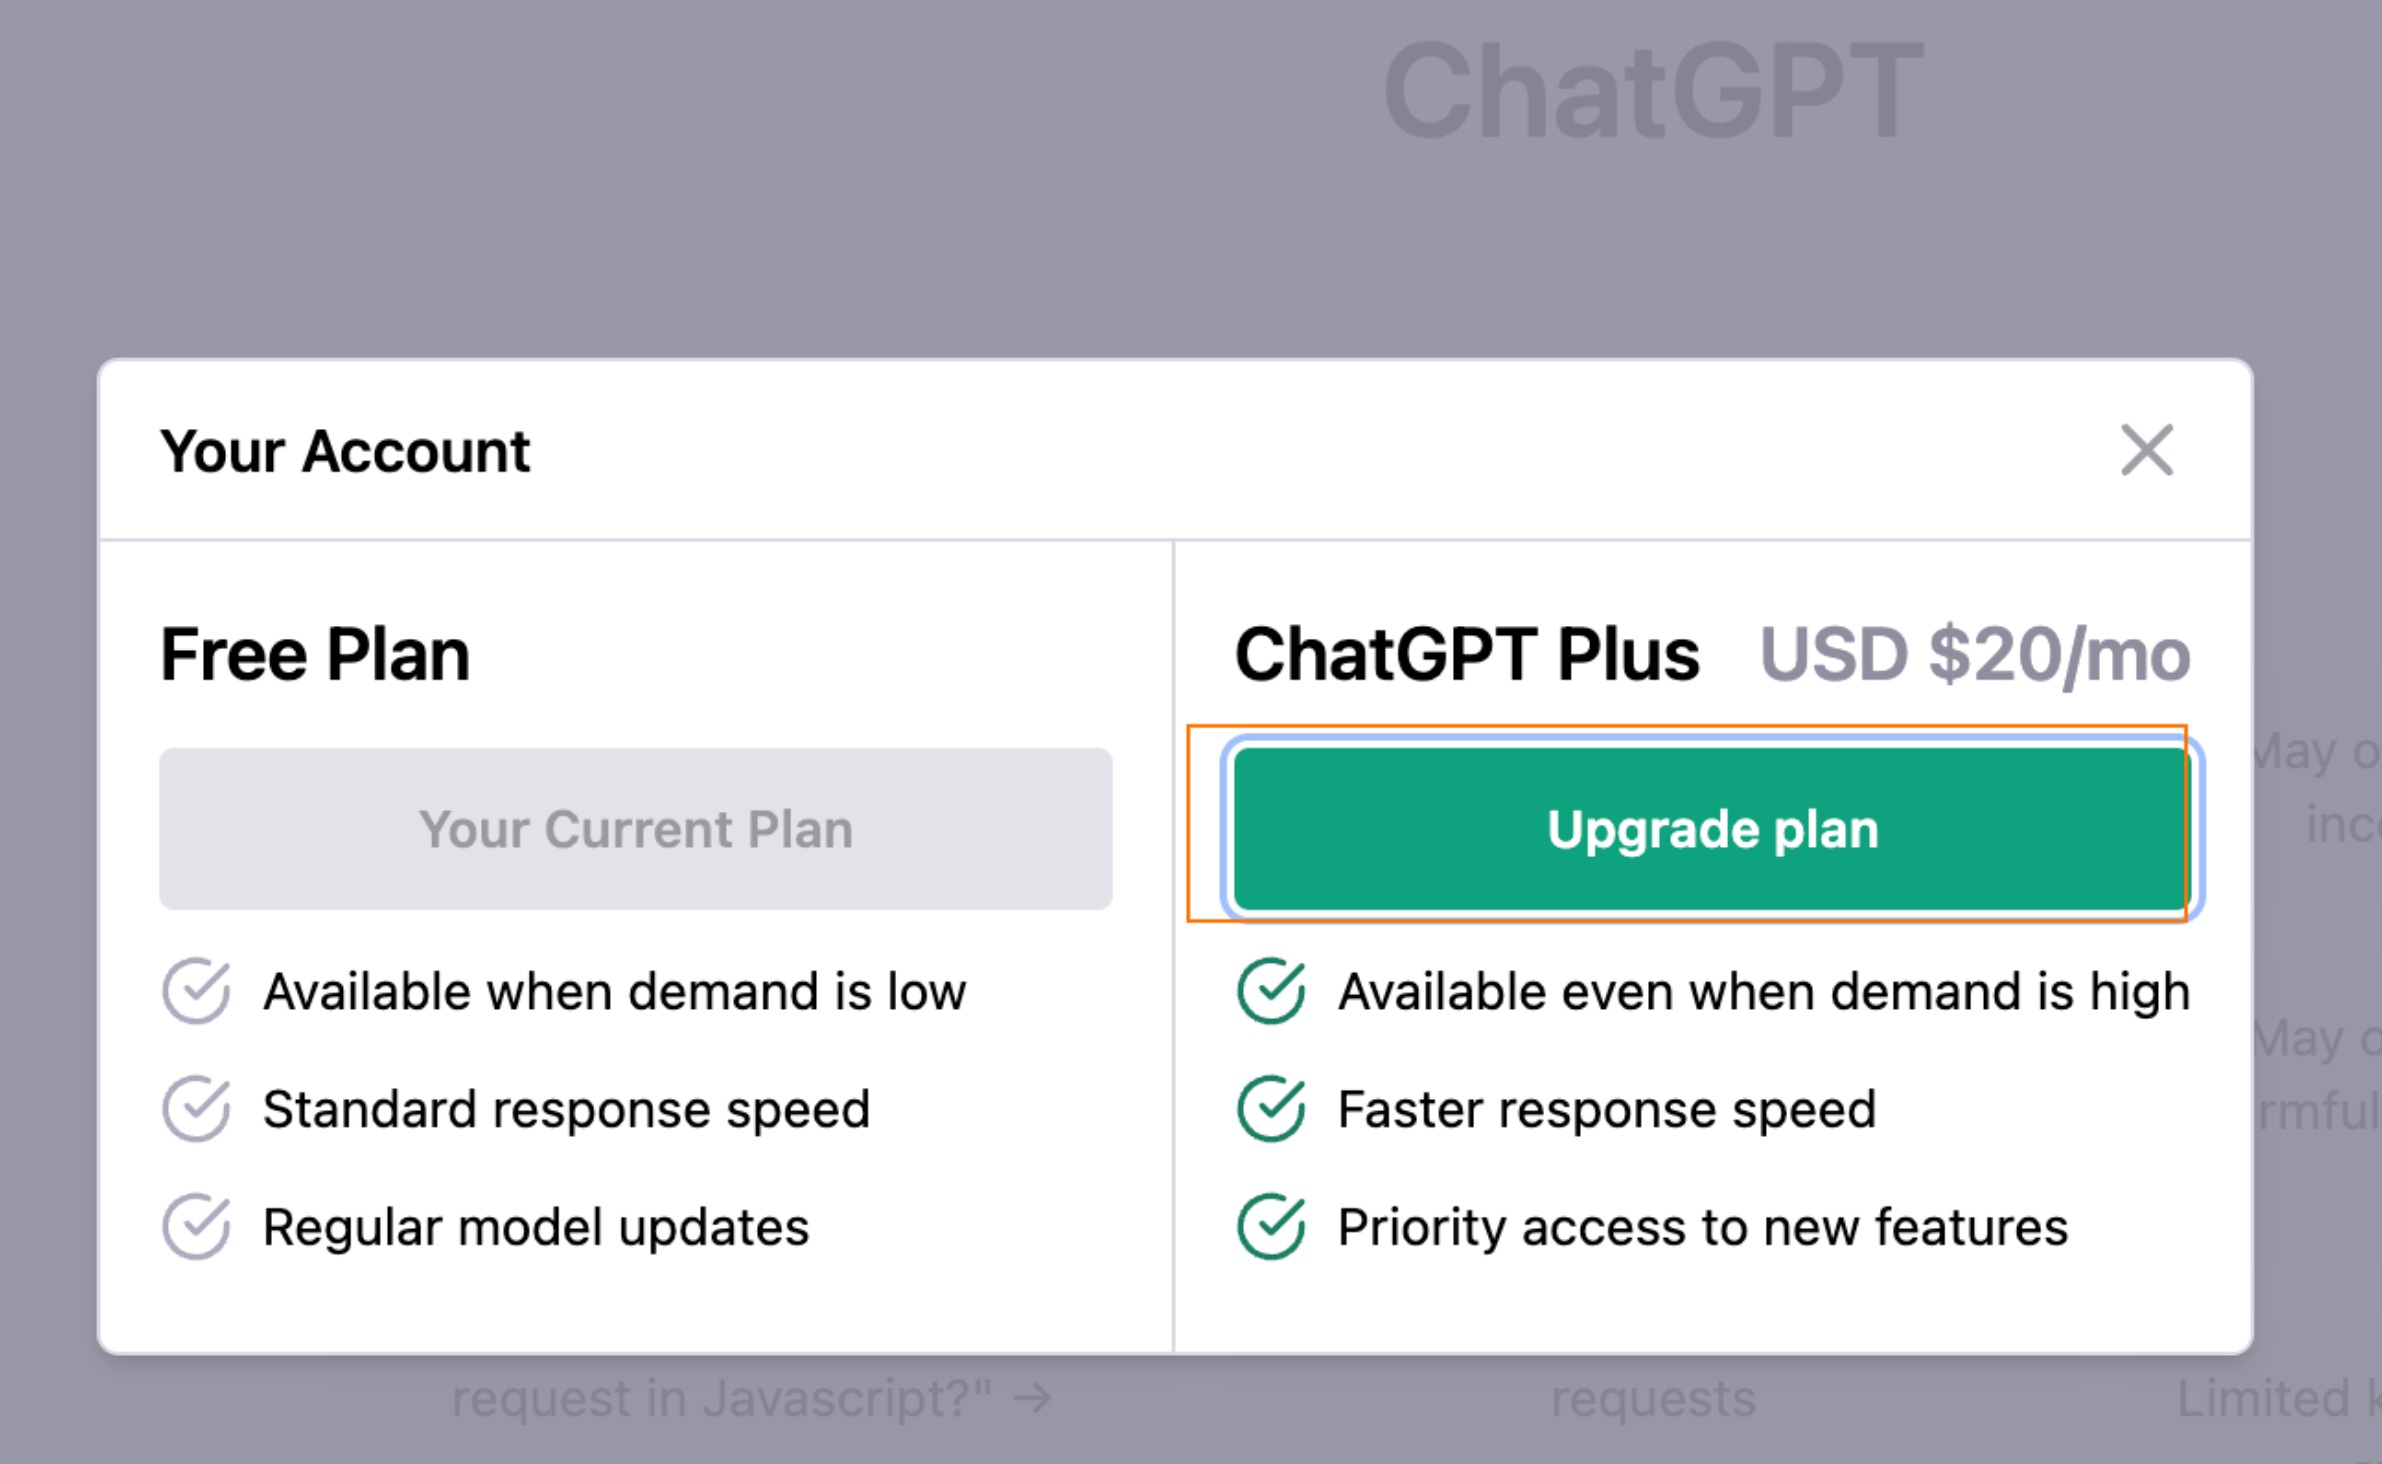 ChatGPT
Your Account
Free Plan
Your Current Plan
Available when demand is low
Standard response speed
Regular model updates
ChatGPT Plus USD $20/mo
Upgrade plan
Available even when demand is high
Faster response speed
Priority access to new features
May
May
request in Javascript?" →
requests
Limited